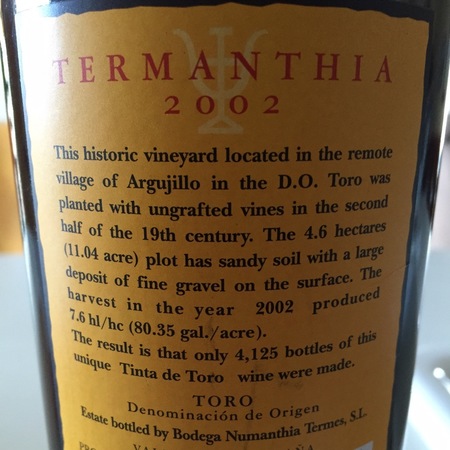 TERMANTHIA
2002
This historic vineyard located in the remote
village of Argujillo in the D.O. Toro was
planted with ungrafted vines in the second
half of the 19th century. The 4.6 hectares
(11.04 acre) plot has sandy soil with a large
deposit of fine gravel on the surface. The
harvest in the year 2002 produced
7.6 hl/hc (80.35 gal./acre).
The result is that only 4,125 bottles of this
unique Tinta de Toro wine were made.
TORO
Denominación de Origen
Estate bottled by Bodega Numanthia Termes, S.L.